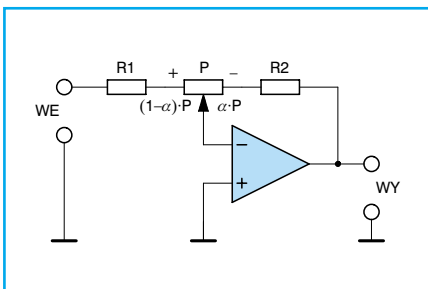 R1 + P − R2
(1−α)·P α·P
WE
−
+
WY